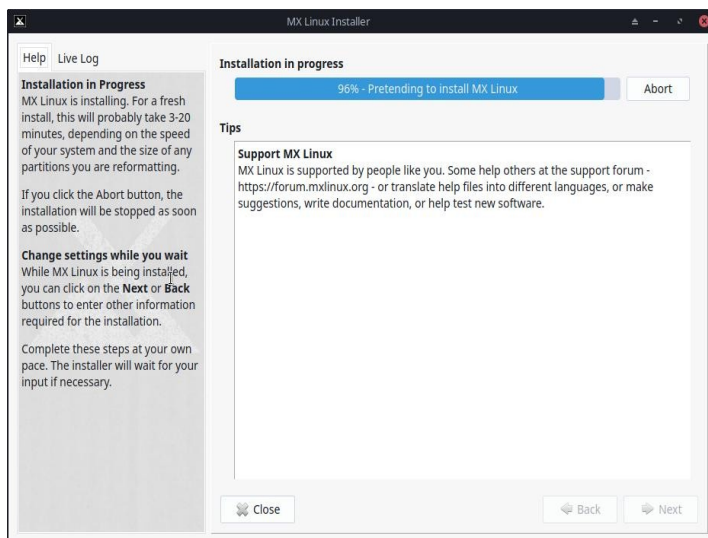 MX Linux Installer
Help Live Log
Installation in Progress
MX Linux is installing. For a fresh
install, this will probably take 3-20
minutes, depending on the speed
of your system and the size of any
partitions you are reformatting.
If you click the Abort button, the
installation will be stopped as soon
as possible.
Change settings while you wait
While MX Linux is being installed,
you can click on the Next or Back
buttons to enter other information
required for the installation.
Complete these steps at your own
pace. The installer will wait for your
input if necessary.
Installation in progress
96% - Pretending to install MX Linux
Abort
Tips
Support MX Linux
MX Linux is supported by people like you. Some help others at the support forum -
https://forum.mxlinux.org - or translate help files into different languages, or make
suggestions, write documentation, or help test new software.
Close
Back
Next